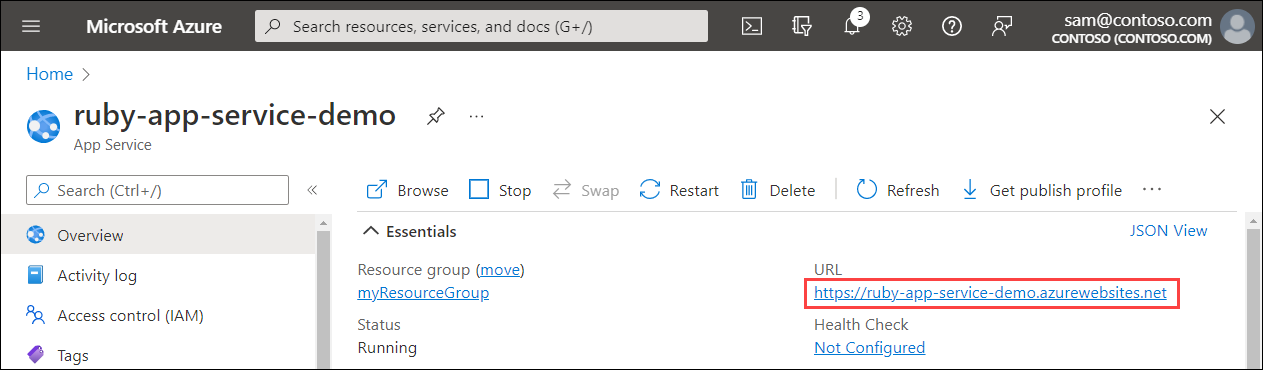 Microsoft Azure
Search resources, services, and docs (G+/)
3
sam@contoso.com
CONTOSO (CONTOSO.COM)
Home
ruby-app-service-demo
App Service
Search (Ctrl+/)
Browse Stop Swap Restart Delete Refresh Get publish profile
Overview
Activity log
Access control (IAM)
Tags
Essentials
JSON View
Resource group (move)
myResourceGroup
Status
Running
URL
https://ruby-app-service-demo.azurewebsites.net
Health Check
Not Configured